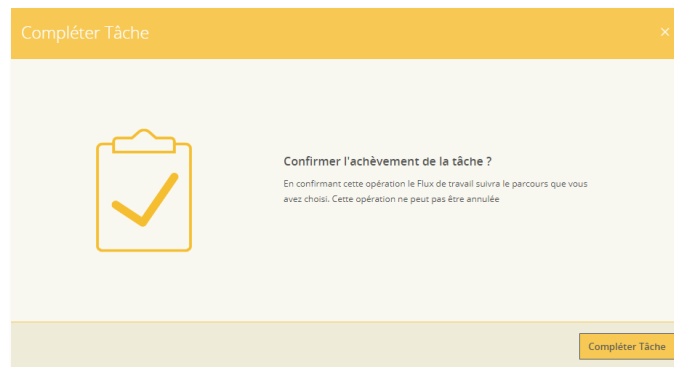 Compléter Tâche
×
Confirmer l'achèvement de la tâche ?
En confirmant cette opération le Flux de travail suivra le parcours que vous
avez choisi. Cette opération ne peut pas être annulée
Compléter Tâche